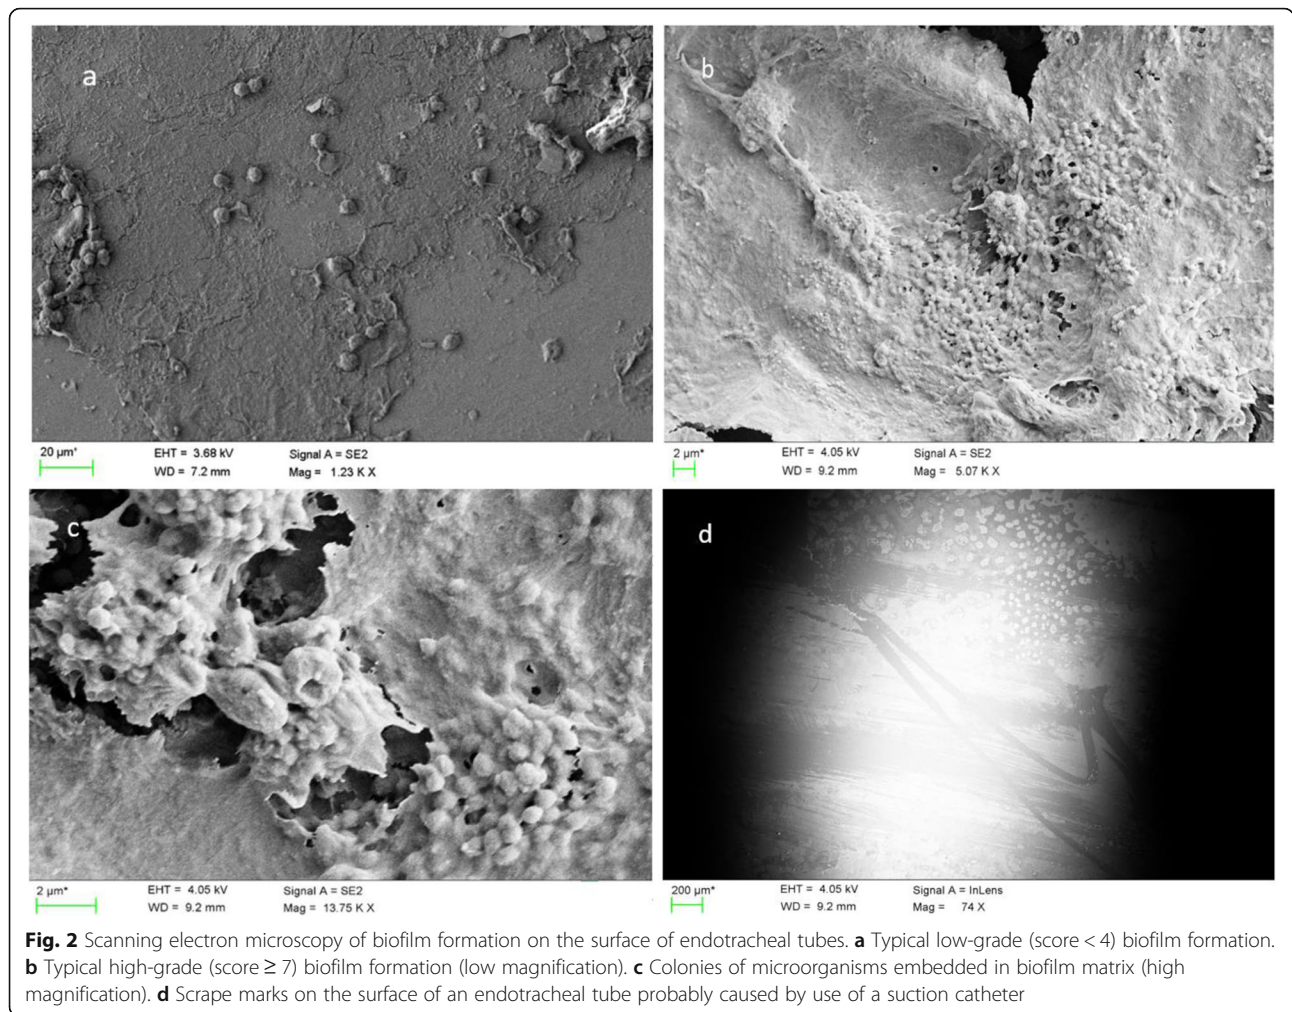 a
b
20 µm*
EHT = 3.68 kV
Signal A = SE2
WD = 7.2 mm
Mag = 1.23 K X
2 µm*
EHT = 4.05 kV
Signal A = SE2
WD = 9.2 mm
Mag = 5.07 K X
c
d
2 µm*
EHT = 4.05 kV
Signal A = SE2
WD = 9.2 mm
Mag = 13.75 K X
200 µm*
EHT = 4.05 kV
Signal A = InLens
WD = 9.2 mm
Mag = 74 X
Fig. 2 Scanning electron microscopy of biofilm formation on the surface of endotracheal tubes. a Typical low-grade (score < 4) biofilm formation.
b Typical high-grade (score ≥ 7) biofilm formation (low magnification). c Colonies of microorganisms embedded in biofilm matrix (high
magnification). d Scrape marks on the surface of an endotracheal tube probably caused by use of a suction catheter